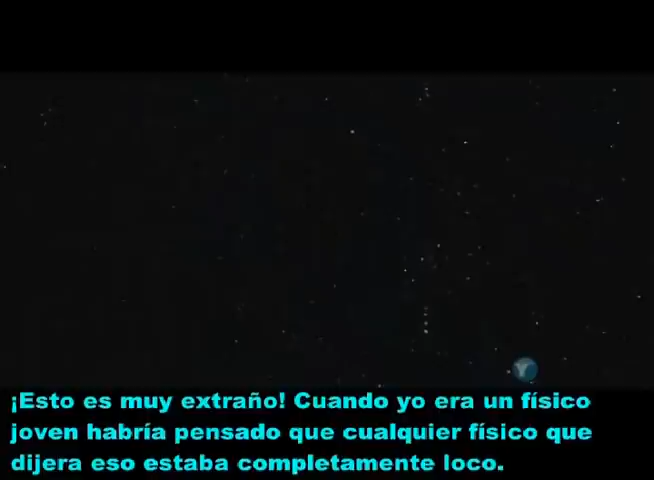 ¡Esto es muy extraño! Cuando yo era un físico
joven habría pensado que cualquier físico que
dijera eso estaba completamente loco.
Y